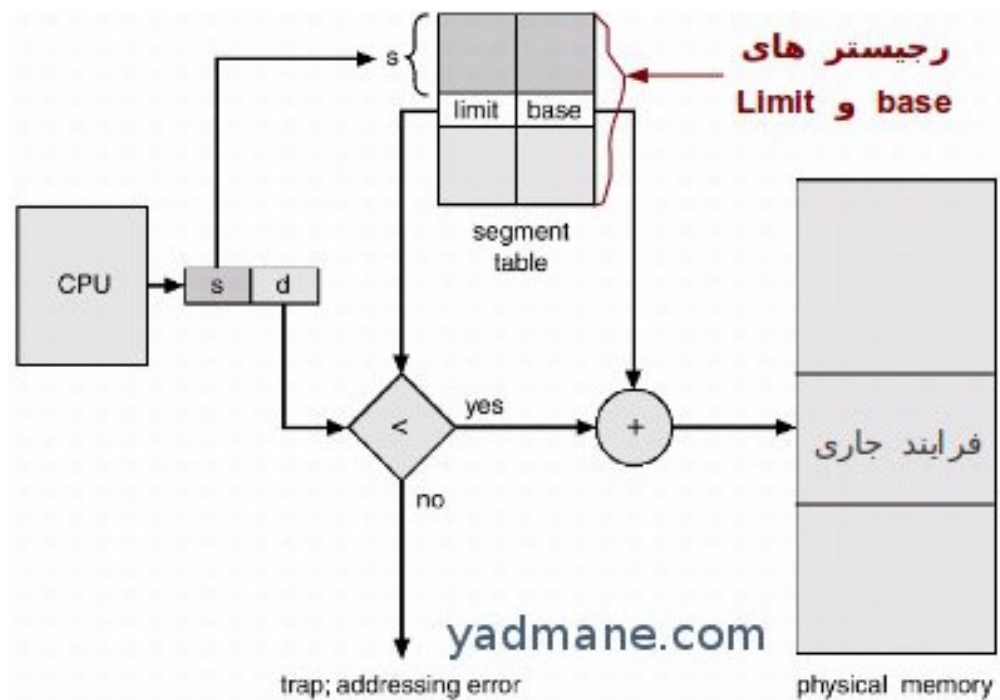 s
رجیستر های
base و Limit
limit
base
segment
table
CPU
s
d
<
yes
+
فرایند جاری
no
yadmane.com
trap; addressing error
physical memory